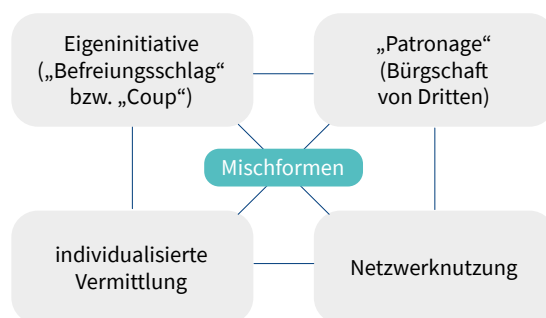 Eigeninitiative
(„Befreiungsschlag“
bzw. „Coup“)
„Patronage“
(Bürgschaft
von Dritten)
Mischformen
individualisierte
Vermittlung
Netzwerknutzung